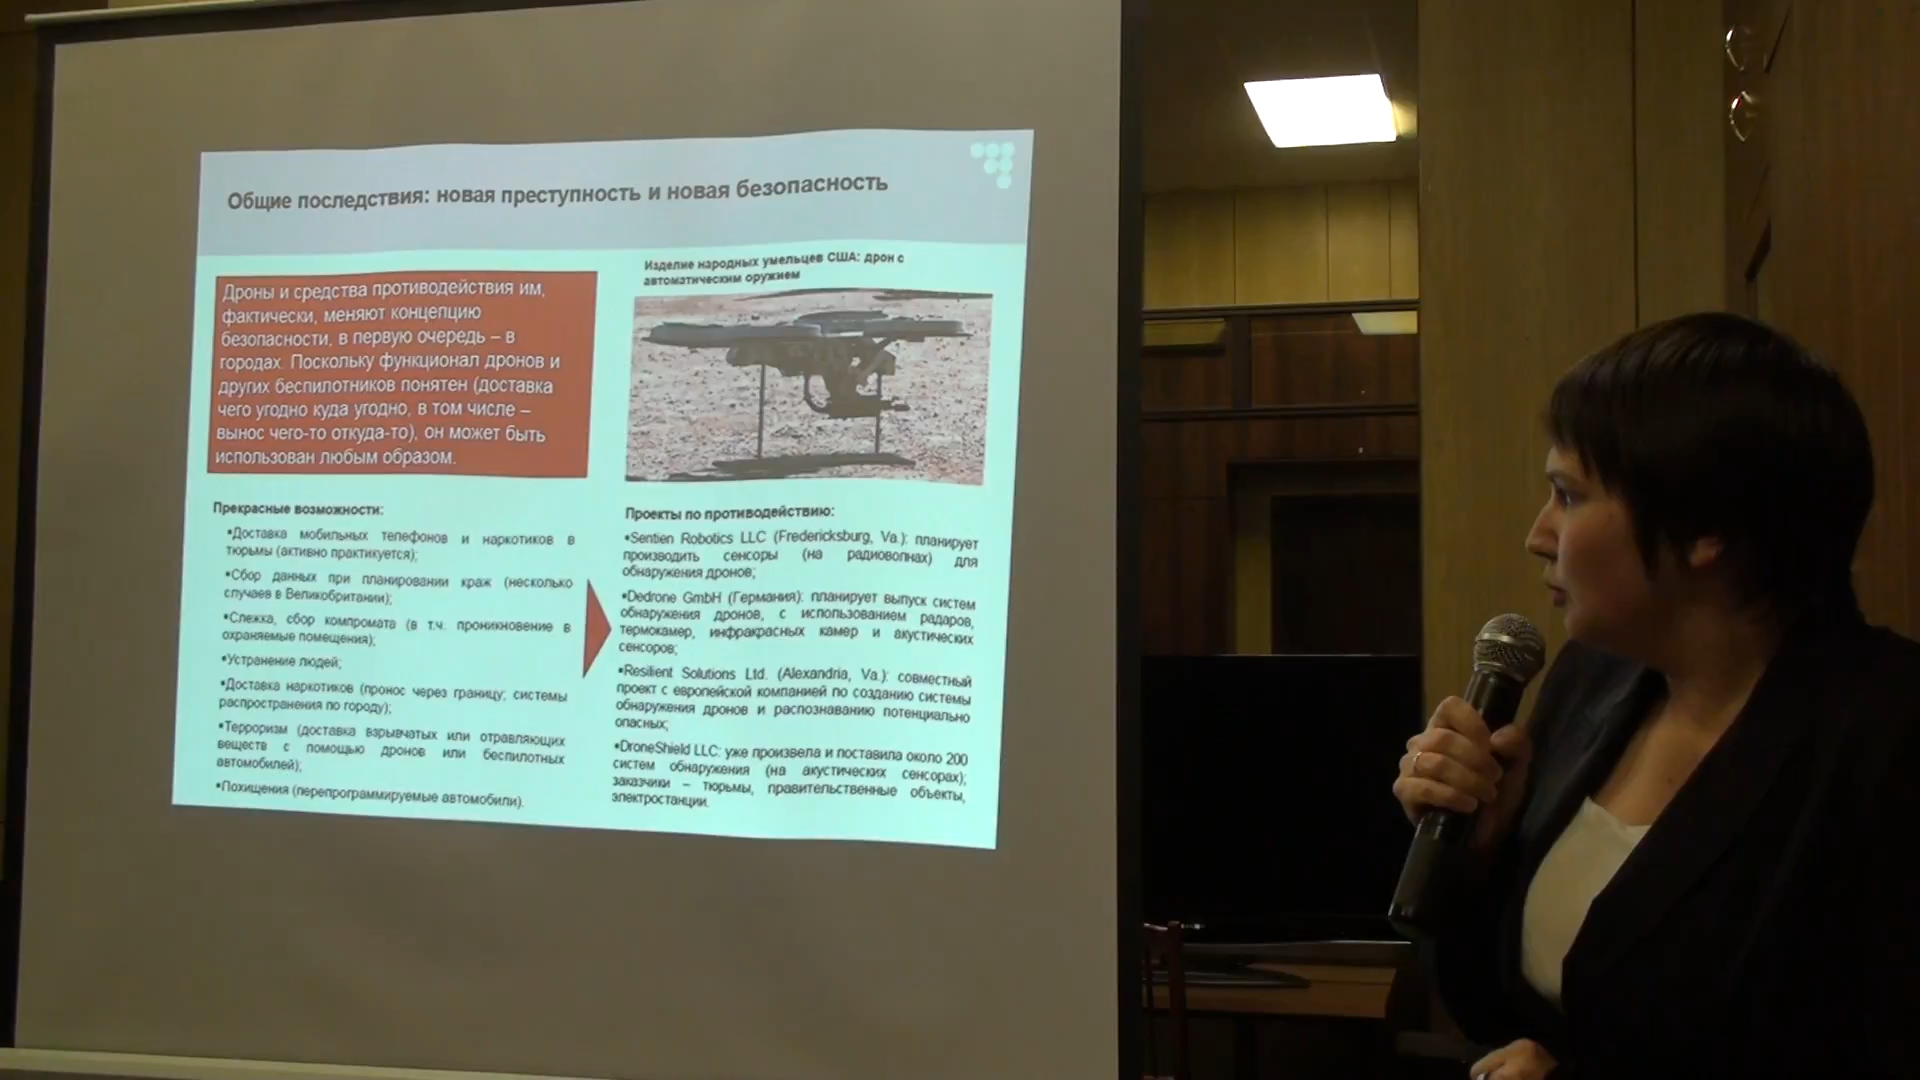 Общие последствия: новая преступность и новая безопасность
Дроны и средства противодействия им,
фактически, меняют концепцию
безопасности, в первую очередь – в
городах. Поскольку функционал дронов и
других беспилотников понятен (доставка
чего угодно куда угодно, в том числе –
вынос чего-то откуда-то), он может быть
использован любым образом.
Изделие народных умельцев США: дрон с
автоматическим оружием
Прекрасные возможности:
▪Доставка мобильных телефонов и наркотиков в
тюрьмы (активно практикуется);
▪Сбор данных при планировании краж (несколько
случаев в Великобритании);
▪Слежка, сбор компромата (в т.ч. проникновение в
охраняемые помещения);
▪Устранение людей;
▪Доставка наркотиков (пронос через границу; системы
распространения по городу);
▪Терроризм (доставка взрывчатых или отравляющих
веществ с помощью дронов или беспилотных
автомобилей);
▪Похищения (перепрограммируемые автомобили).
Проекты по противодействию:
▪Sentien Robotics LLC (Fredericksburg, Va.): планирует
производить сенсоры (на радиоволнах) для
обнаружения дронов;
▪Dedrone GmbH (Германия): планирует выпуск систем
обнаружения дронов, с использованием радаров,
термокамер, инфракрасных камер и акустических
сенсоров;
▪Resilient Solutions Ltd. (Alexandria, Va.): совместный
проект с европейской компанией по созданию системы
обнаружения дронов и распознаванию потенциально
опасных;
▪DroneShield LLC: уже произвела и поставила около 200
систем обнаружения (на акустических сенсорах);
заказчики – тюрьмы, правительственные объекты,
электростанции.